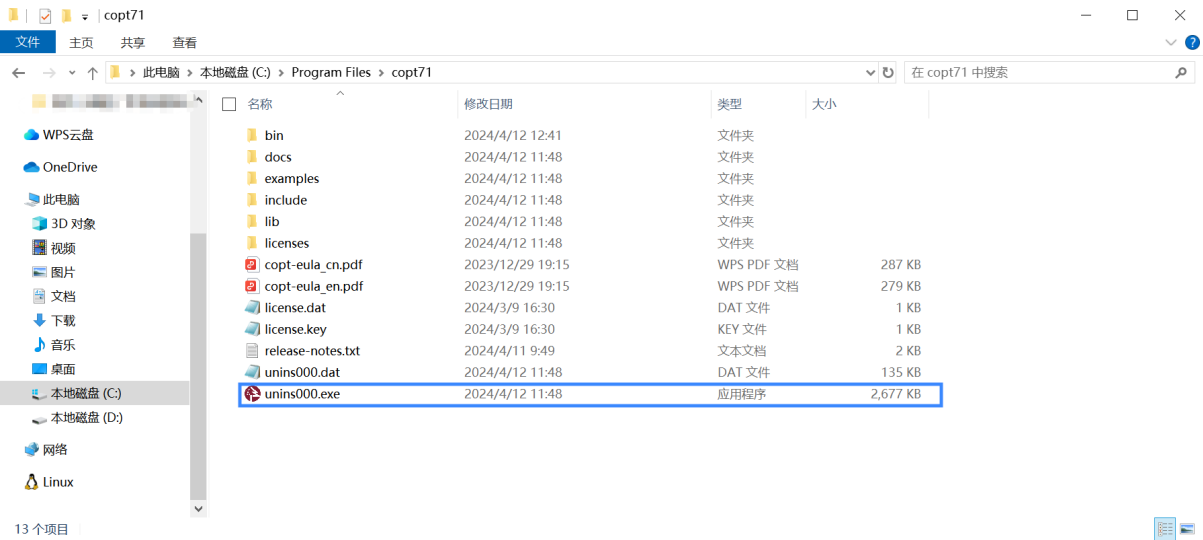 copt71
文件 主页 共享 查看
此电脑 本地磁盘 (C:) Program Files copt71 在 copt71 中搜索
名称 修改日期 类型 大小
WPS云盘
OneDrive
此电脑
3D 对象
视频
图片
文档
下载
音乐
桌面
本地磁盘 (C:)
本地磁盘 (D:)
网络
Linux
bin 2024/4/12 12:41 文件夹
docs 2024/4/12 11:48 文件夹
examples 2024/4/12 11:48 文件夹
include 2024/4/12 11:48 文件夹
lib 2024/4/12 11:48 文件夹
licenses 2024/4/12 11:48 文件夹
copt-eula_cn.pdf 2023/12/29 19:15 WPS PDF 文档 287 KB
copt-eula_en.pdf 2023/12/29 19:15 WPS PDF 文档 279 KB
license.dat 2024/3/9 16:30 DAT 文件 1 KB
license.key 2024/3/9 16:30 KEY 文件 1 KB
release-notes.txt 2024/4/11 9:49 文本文档 2 KB
unins000.dat 2024/4/12 11:48 DAT 文件 135 KB
unins000.exe 2024/4/12 11:48 应用程序 2,677 KB
13 个项目